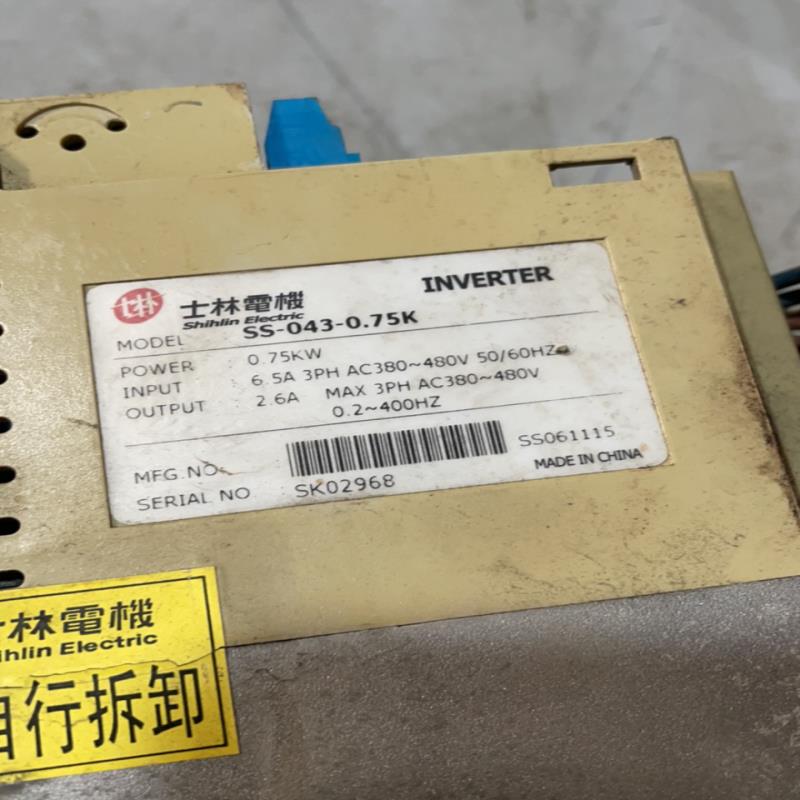 士林 士林電機 INVERTER
Shihlin Electric
MODEL SS-043-0.75K
POWER 0.75KW
INPUT 6.5A 3PH AC380~480V 50/60HZ
OUTPUT 2.6A MAX 3PH AC380~480V
0.2~400HZ
MFG.NO. SS061115
SERIAL NO SK02968 MADE IN CHINA
林電機
Electric
自行拆卸